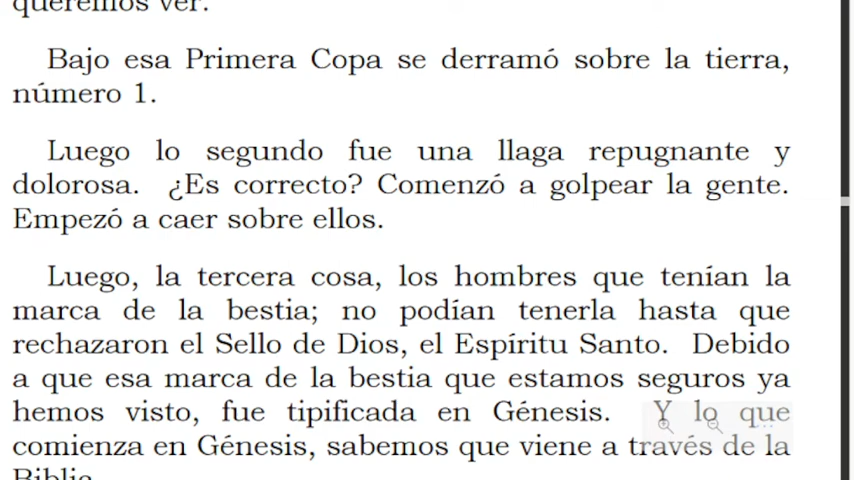 queremos ver.
Bajo esa Primera Copa se derramó sobre la tierra,
número 1.
Luego lo segundo fue una llaga repugnante y
dolorosa. ¿Es correcto? Comenzó a golpear la gente.
Empezó a caer sobre ellos.
Luego, la tercera cosa, los hombres que tenían la
marca de la bestia; no podían tenerla hasta que
rechazaron el Sello de Dios, el Espíritu Santo. Debido
a que esa marca de la bestia que estamos seguros ya
hemos visto, fue tipificada en Génesis. Y lo que
comienza en Génesis, sabemos que viene a través de la
Biblia.